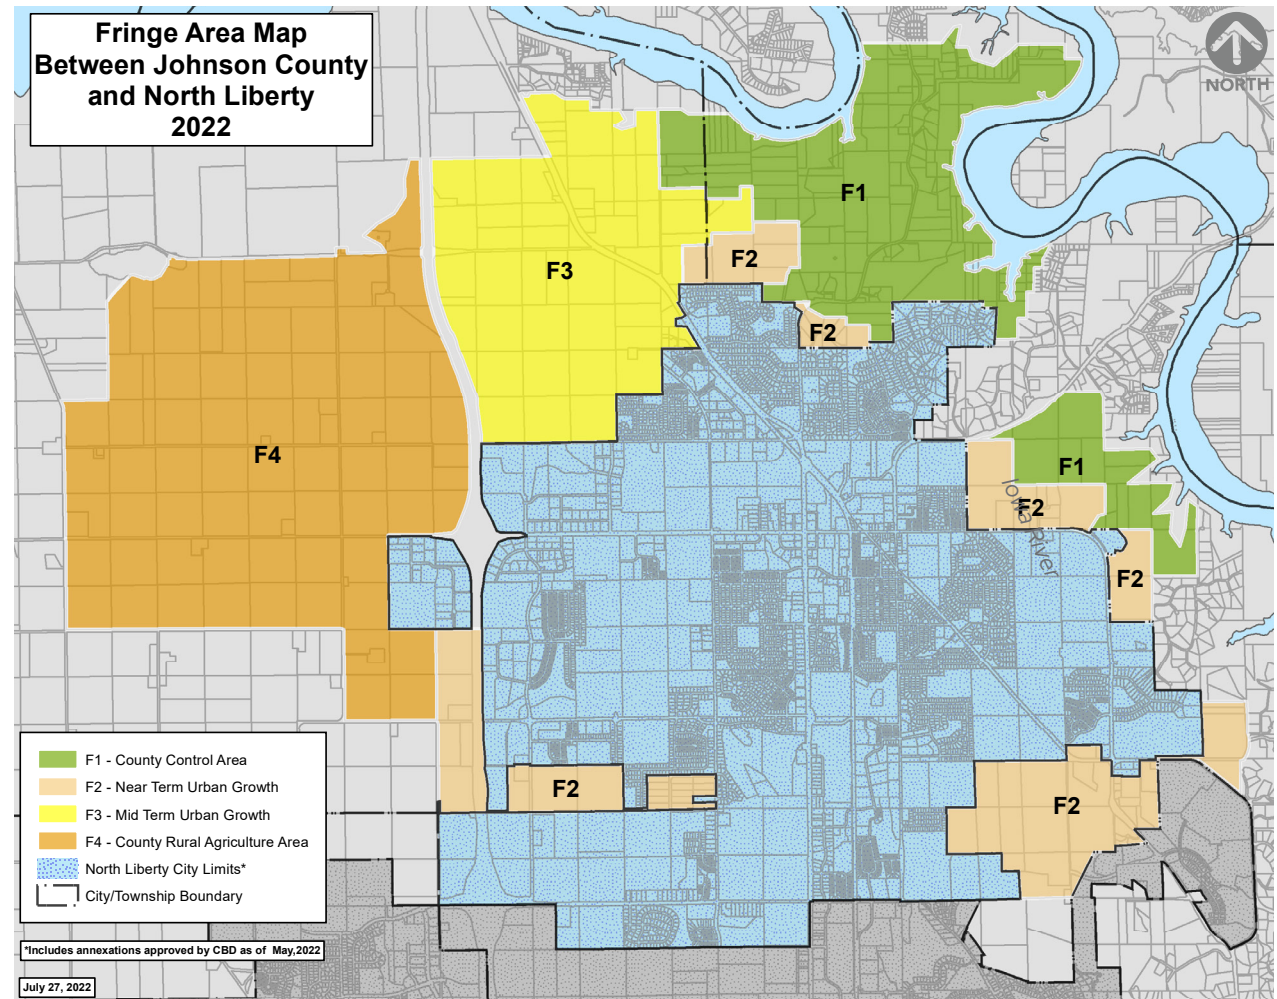 Fringe Area Map
Between Johnson County
and North Liberty
2022
NORTH
F1
F3
F2
F2
F4
F1
F2
Iowa River
F2
F2
F2
F1 - County Control Area
F2 - Near Term Urban Growth
F3 - Mid Term Urban Growth
F4 - County Rural Agriculture Area
North Liberty City Limits*
City/Township Boundary
*Includes annexations approved by CBD as of May,2022
July 27, 2022